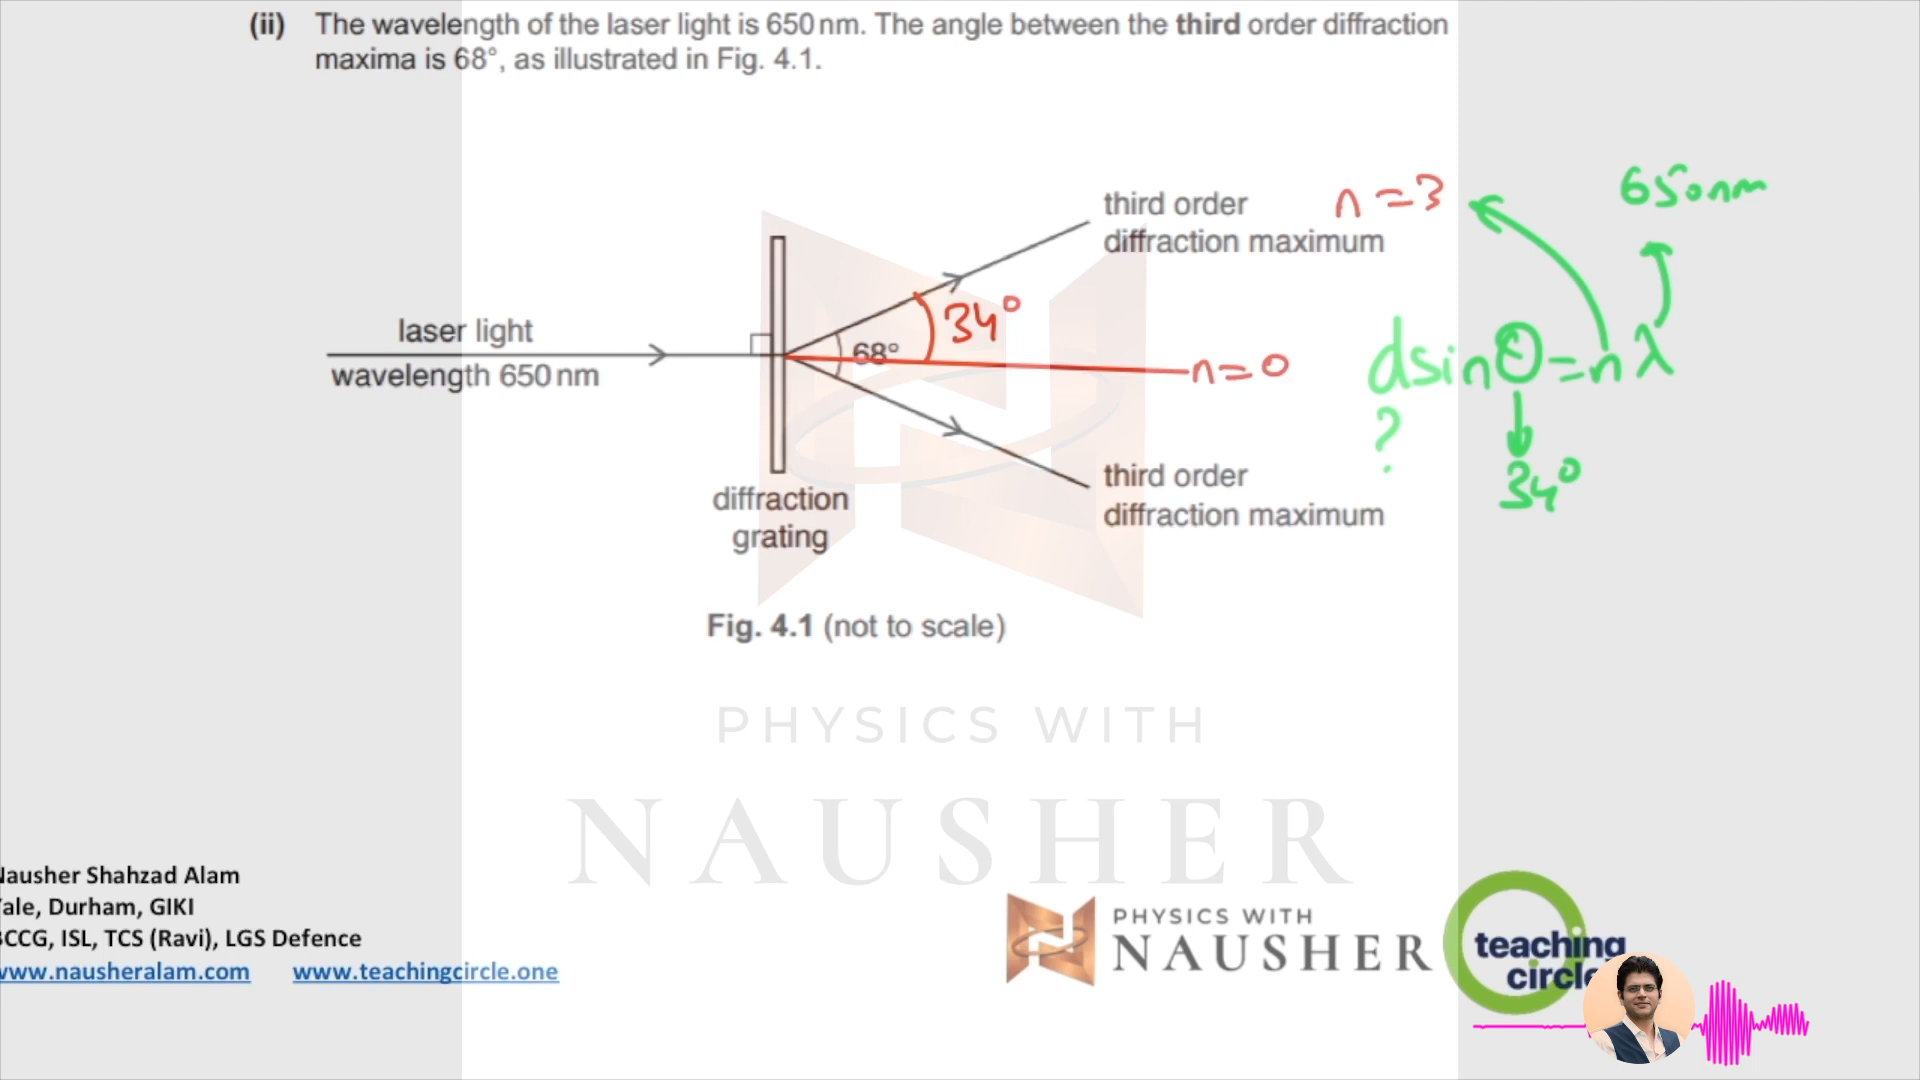 (ii) The wavelength of the laser light is 650 nm. The angle between the third order diffraction
maxima is 68°, as illustrated in Fig. 4.1.
650nm
third order n=3
diffraction maximum
34°
laser light
68°
wavelength 650 nm
n=0
dsinθ=nλ
?
34°
third order
diffraction maximum
diffraction
grating
Fig. 4.1 (not to scale)
PHYSICS WITH
NAUSHER
Nausher Shahzad Alam
Yale, Durham, GIKI
BCCG, ISL, TCS (Ravi), LGS Defence
www.nausheralam.com www.teachingcircle.one
PHYSICS WITH
NAUSHER
teaching
circle